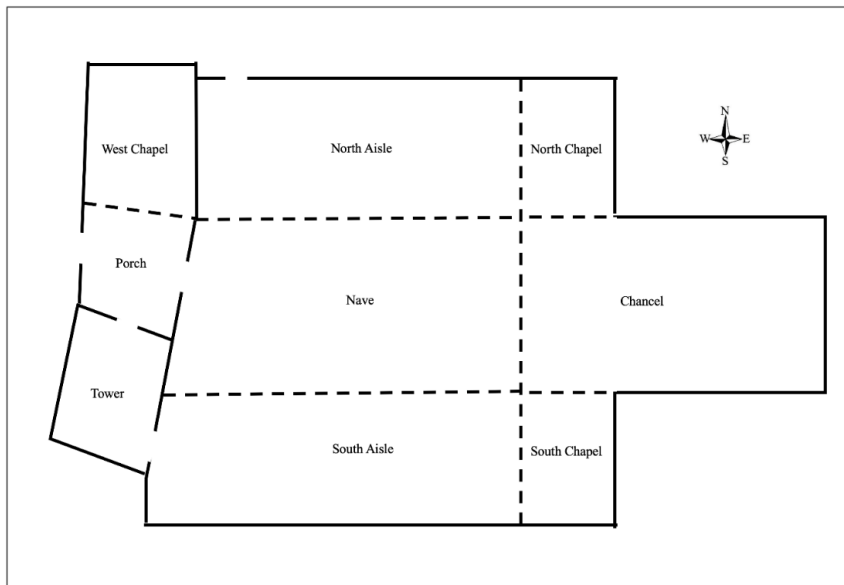 N
W E
S
West Chapel
North Aisle
North Chapel
Porch
Nave
Chancel
Tower
South Aisle
South Chapel